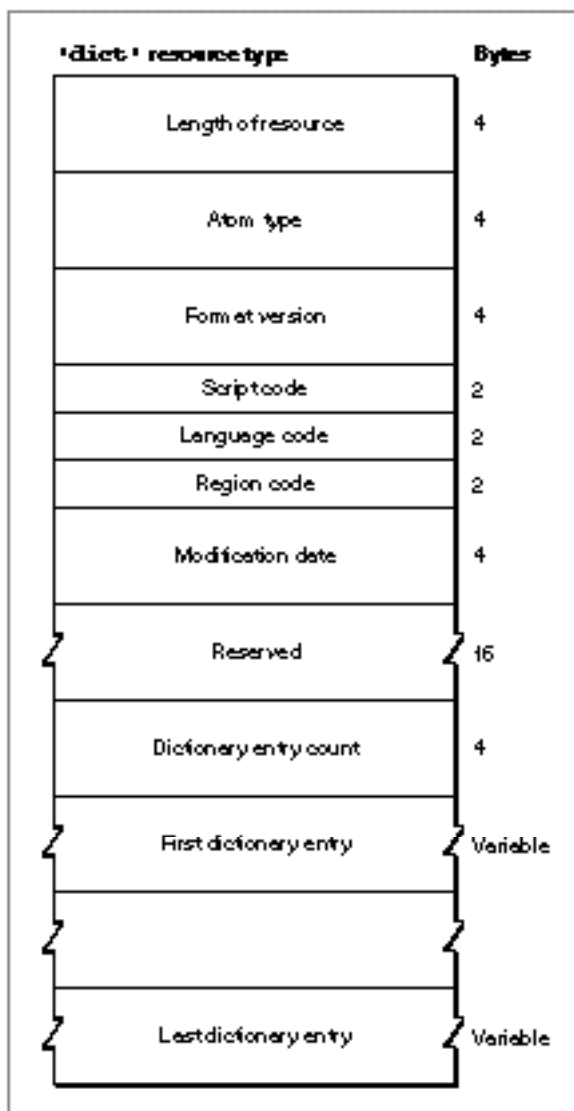 'dict' resource type Bytes
Length of resource 4
Atom type 4
Format version 4
Script code 2
Language code 2
Region code 2
Modification date 4
Reserved 16
Dictionary entry count 4
First dictionary entry Variable
Last dictionary entry Variable